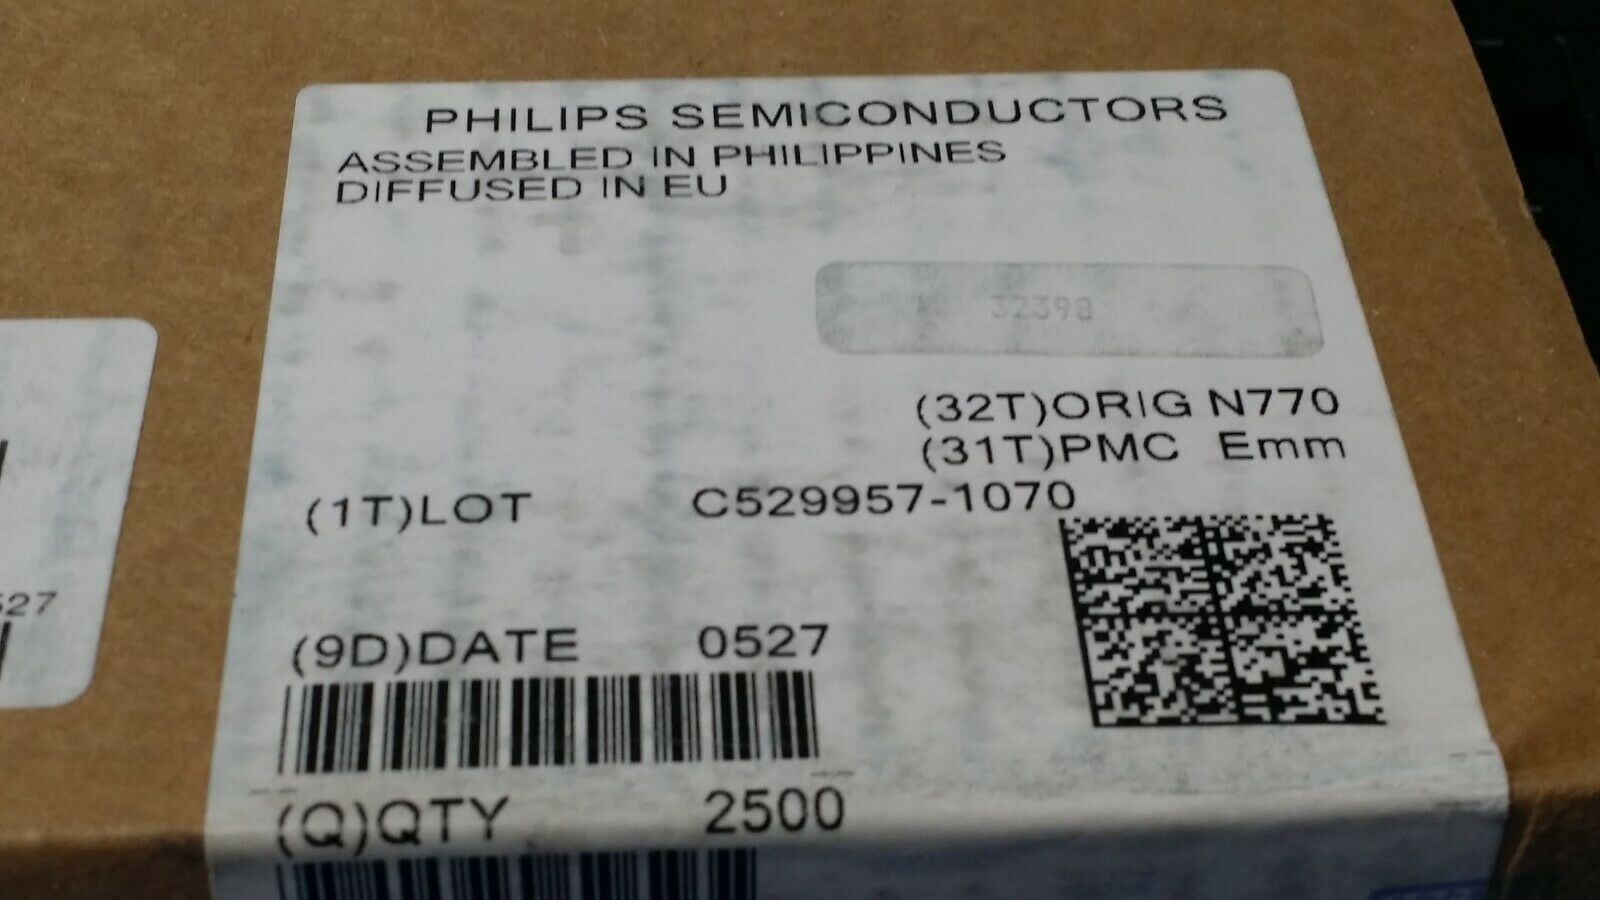 PHILIPS SEMICONDUCTORS
ASSEMBLED IN PHILIPPINES
DIFFUSED IN EU
32398
(32T)ORIG N770
(31T)PMC Emm
(1T)LOT C529957-1070
(9D)DATE 0527
(Q)QTY 2500
527